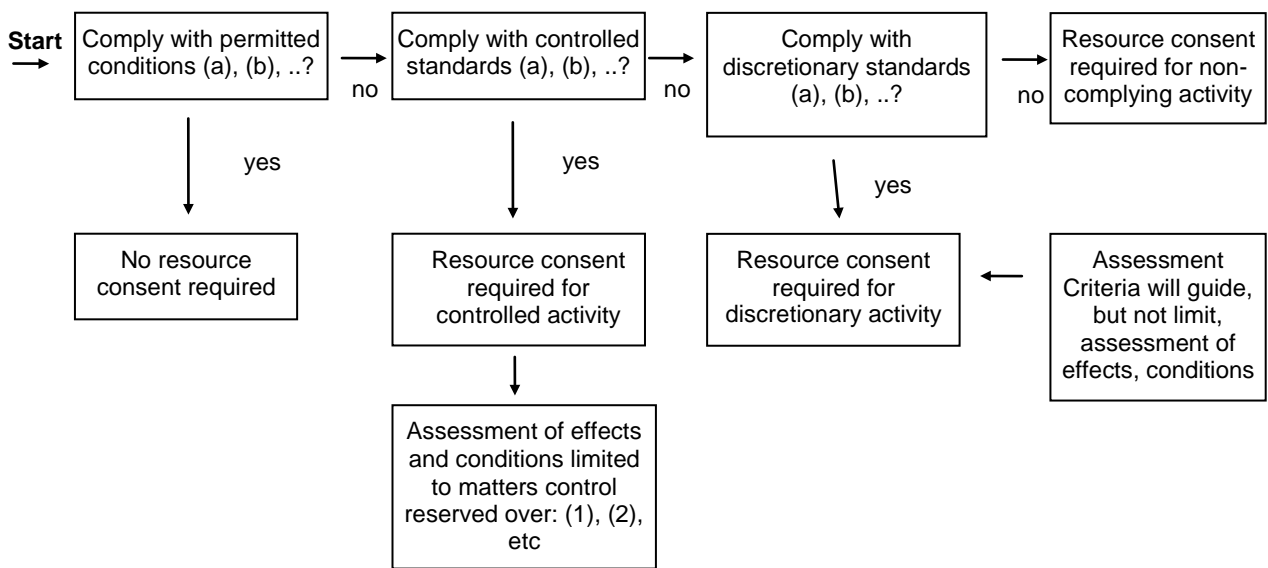 Start
Comply with permitted
conditions (a), (b), ..?
no
Comply with controlled
standards (a), (b), ..?
no
Comply with
discretionary standards
(a), (b), ..?
no
Resource consent
required for non-
complying activity
yes
yes
yes
No resource
consent required
Resource consent
required for
controlled activity
Resource consent
required for
discretionary activity
Assessment
Criteria will guide,
but not limit,
assessment of
effects, conditions
Assessment of effects
and conditions limited
to matters control
reserved over: (1), (2),
etc